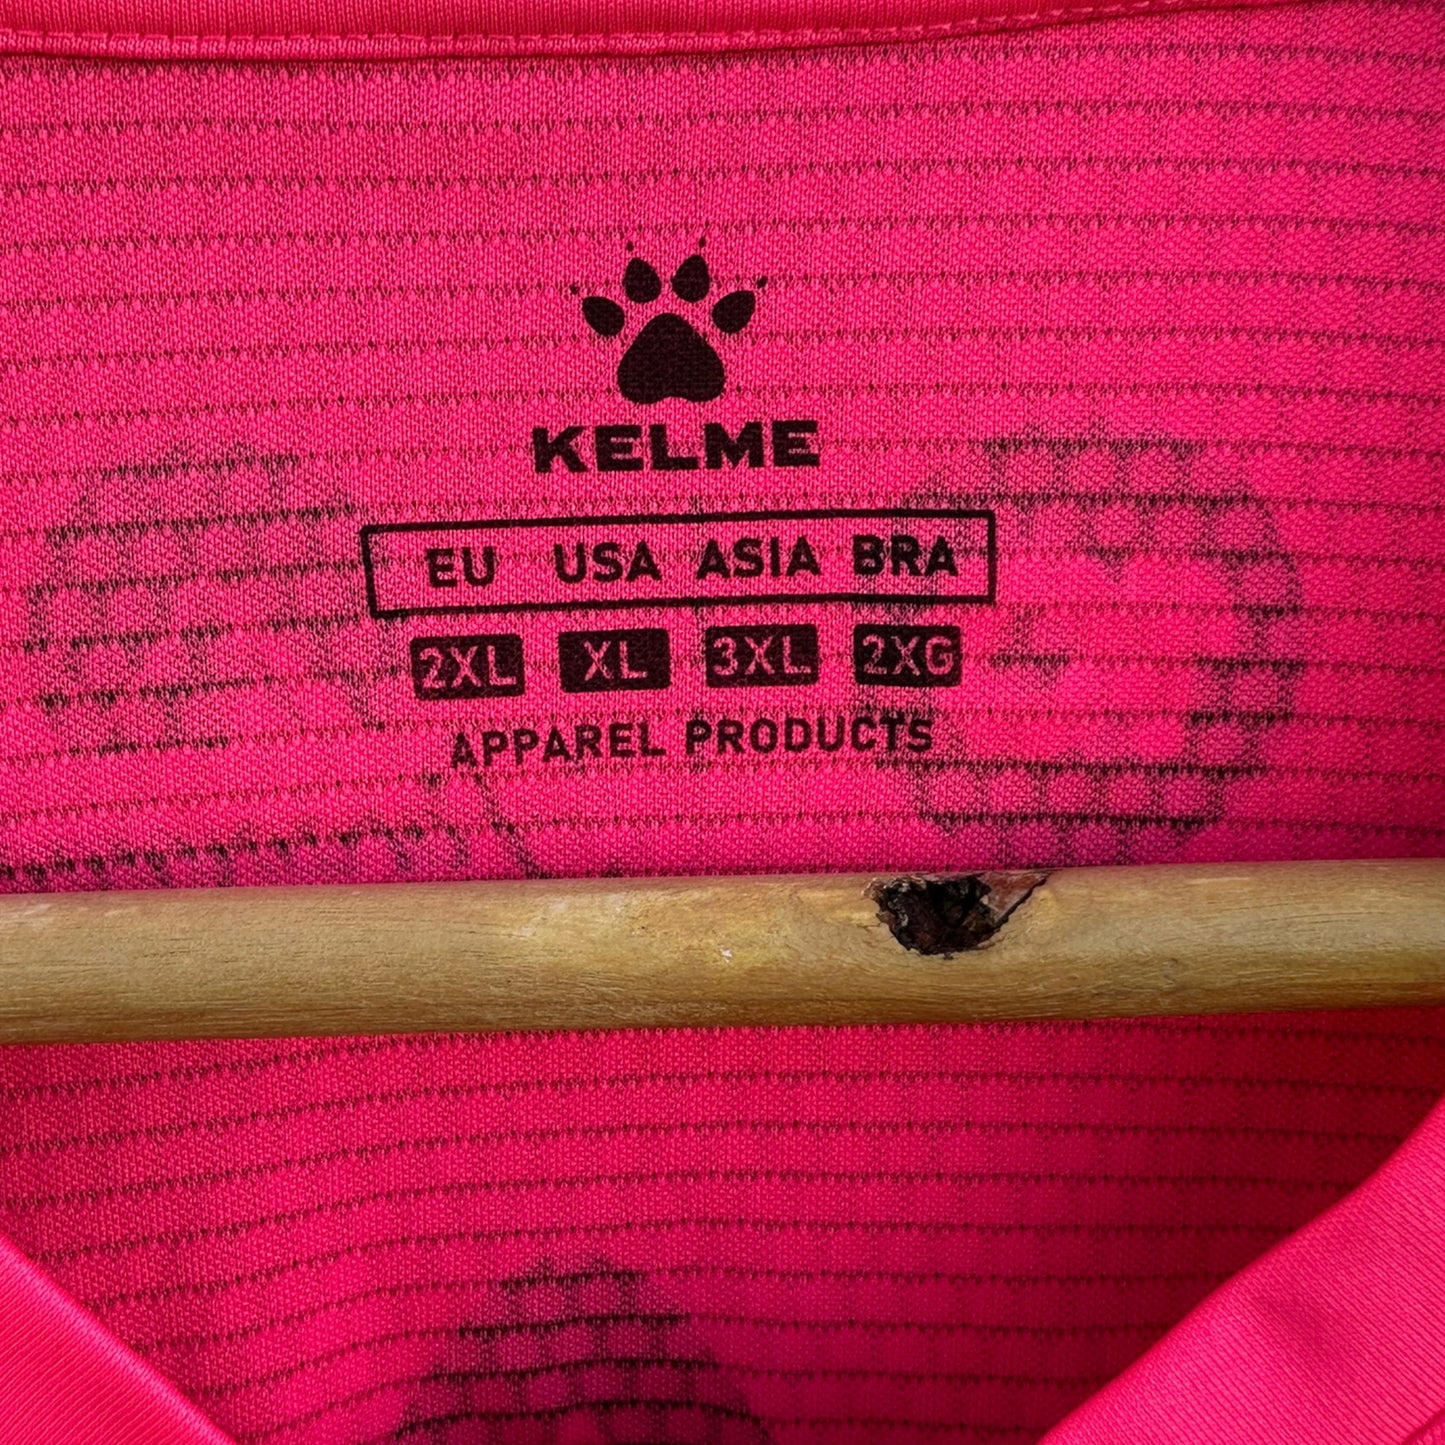 KELME
EU USA ASIA BRA
2XL XL 3XL 2XG
APPAREL PRODUCTS